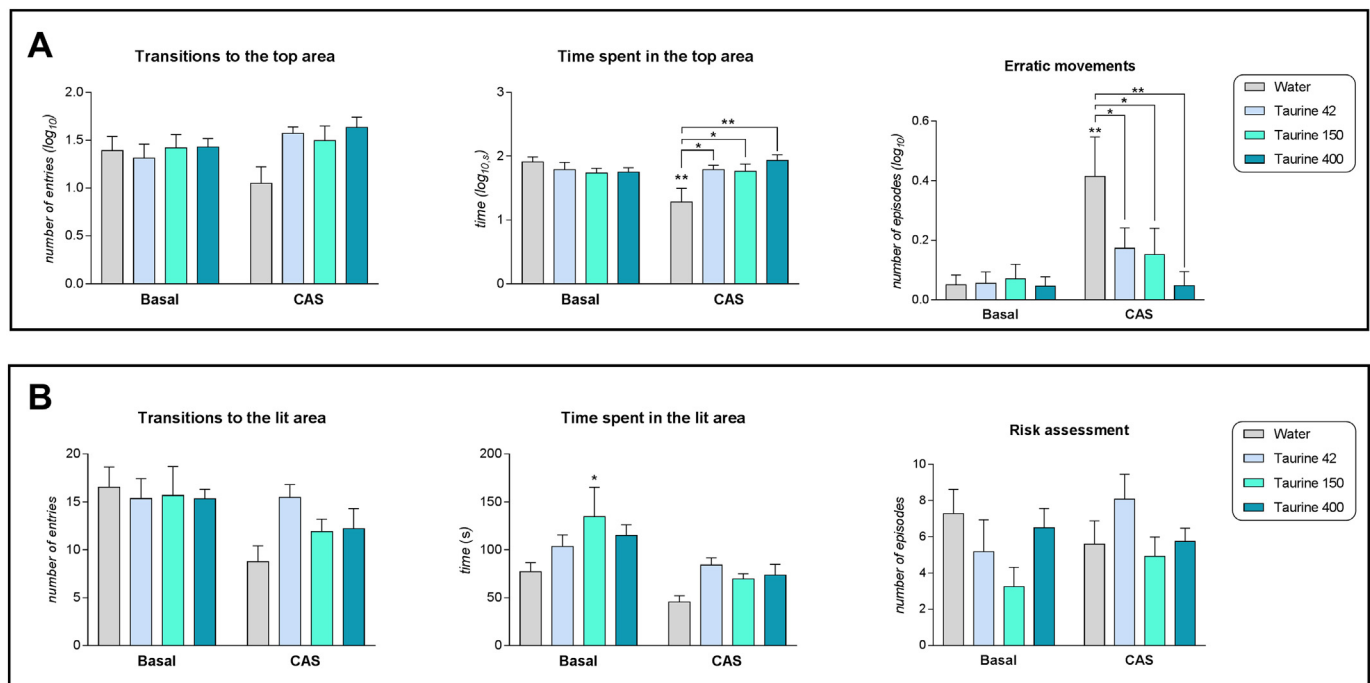 A
Transitions to the top area
number of entries (log10)
2.0
1.5
1.0
0.5
0.0
Basal
CAS
Time spent in the top area
time (log10,s)
3
2
1
0
**
*
*
**
Basal
CAS
Erratic movements
number of episodes (log10)
0.6
0.4
0.2
0.0
**
*
*
**
Basal
CAS
Water
Taurine 42
Taurine 150
Taurine 400
B
Transitions to the lit area
number of entries
20
15
10
5
0
Basal
CAS
Time spent in the lit area
time (s)
200
150
100
50
0
*
Basal
CAS
Risk assessment
number of episodes
10
8
6
4
2
0
Basal
CAS
Water
Taurine 42
Taurine 150
Taurine 400